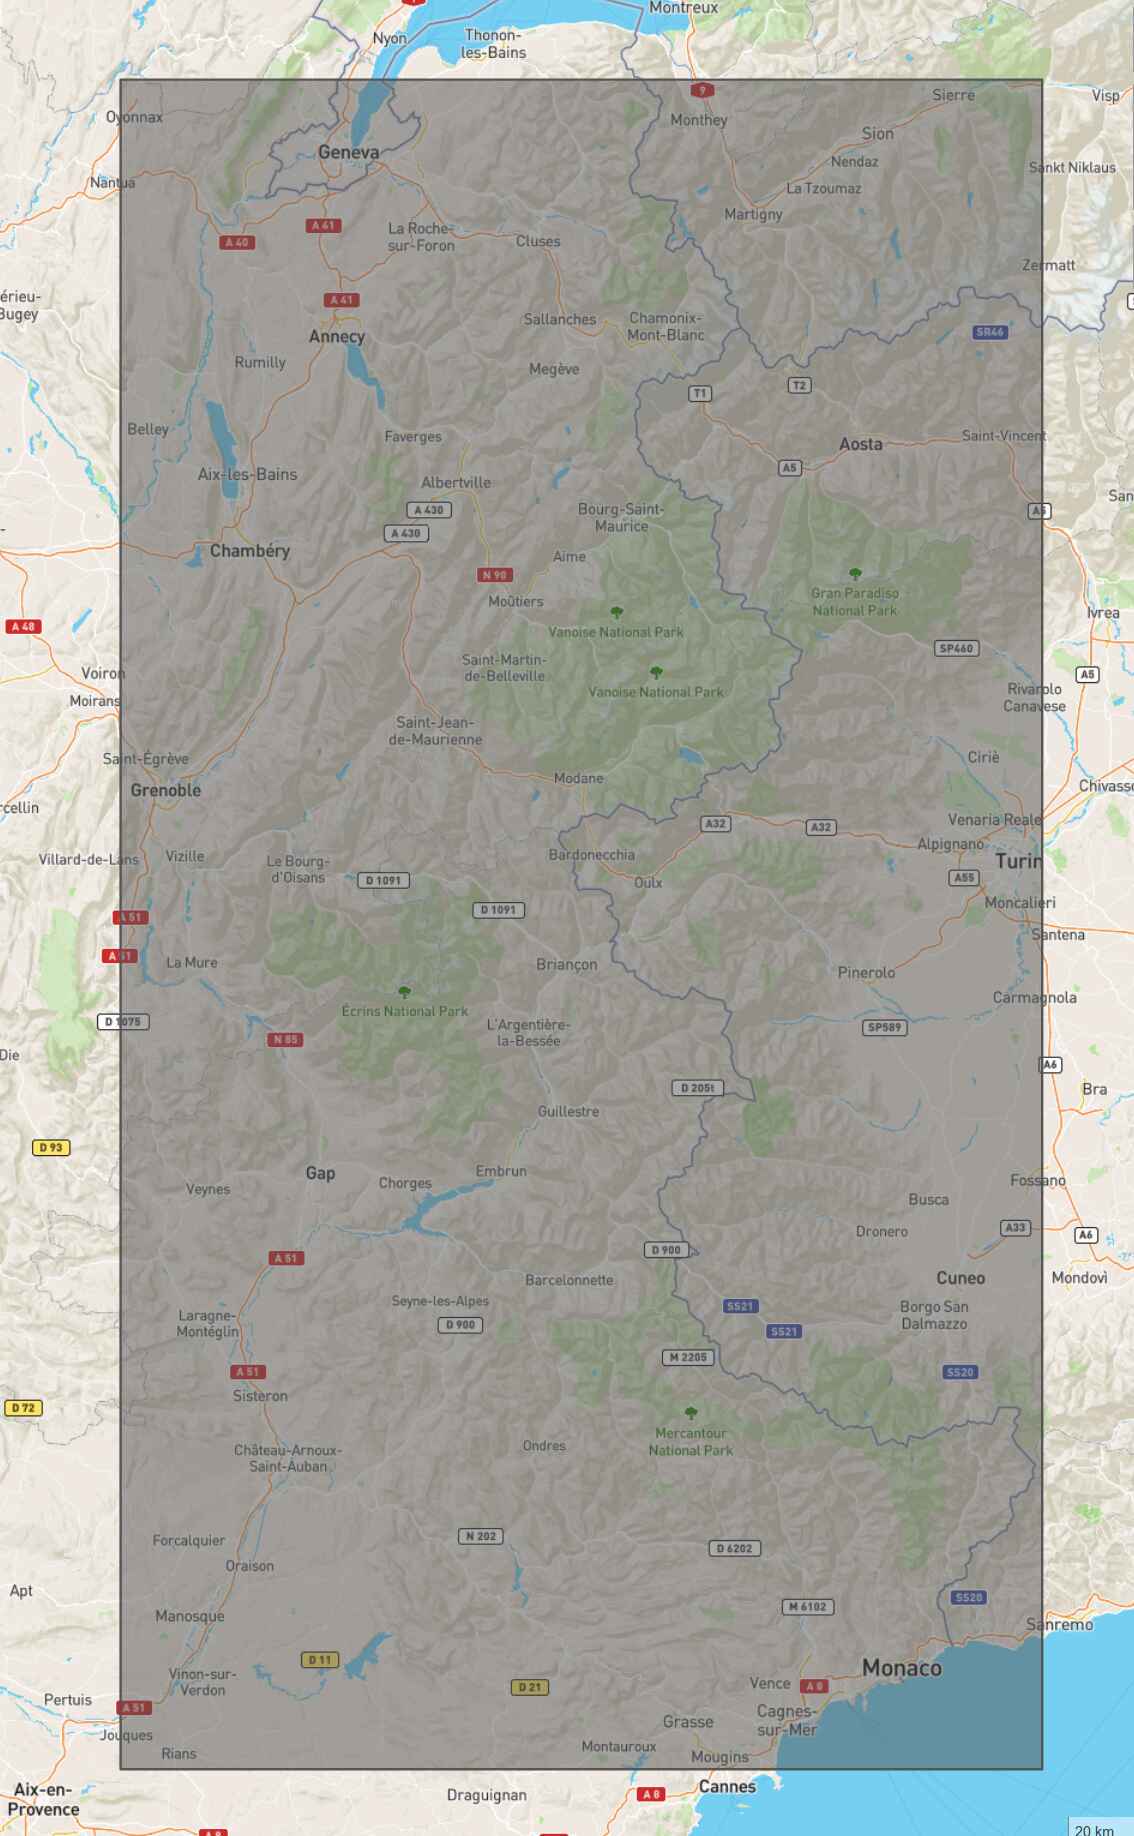 Montreux
Nyon
Thonon-
les-Bains
9
Sierre
Visp
Oyonnax
Monthey
Sion
Geneva
Nendaz
Sankt Niklaus
Nantua
La Tzoumaz
Martigny
A 41
La Roche-
sur-Foron
A 40
Cluses
Zermatt
érieu-
Bugey
A 41
Sallanches
Chamonix-
Mont-Blanc
SR46
Annecy
Rumilly
Megève
T1
T2
Belley
Faverges
Aosta
Saint-Vincent
Aix-les-Bains
A5
Albertville
San
A 430
Bourg-Saint-
Maurice
A5
A 430
Chambéry
Aime
N 90
Gran Paradiso
National Park
Moûtiers
Ivrea
A 48
Vanoise National Park
SP460
Saint-Martin-
de-Belleville
Voiron
A5
Vanoise National Park
Rivarolo
Canavese
Moirans
Saint-Jean-
de-Maurienne
Saint-Égrève
Ciriè
Modane
Grenoble
Chivasso
rcellin
A32
A32
Venaria Reale
Alpignano
Villard-de-Lans
Vizille
Bardonecchia
Le Bourg-
d'Oisans
Turin
D 1091
Oulx
A55
D 1091
Moncalieri
A 51
Santena
A 51
La Mure
Briançon
Pinerolo
Écrins National Park
Carmagnola
D 1075
L'Argentière-
la-Bessée
SP589
N 85
Die
A6
D 205t
Bra
Guillestre
D 93
Gap
Embrun
Chorges
Veynes
Fossano
Busca
Dronero
A33
A6
D 900
A 51
Barcelonnette
Cuneo
Mondovì
Seyne-les-Alpes
SS21
Borgo San
Dalmazzo
Laragne-
Montéglin
D 900
SS21
M 2205
A 51
SS20
Sisteron
D 72
Mercantour
National Park
Ondres
Château-Arnoux-
Saint-Auban
N 202
Forcalquier
D 6202
Oraison
Apt
SS20
M 6102
Manosque
Sanremo
D 11
Monaco
Vinon-sur-
Verdon
D 21
Vence
A 8
Pertuis
A 51
Cagnes-
sur-Mer
Grasse
Jouques
Rians
Montauroux
Mougins
Aix-en-
Provence
Cannes
Draguignan
A 8
A 8
20 km